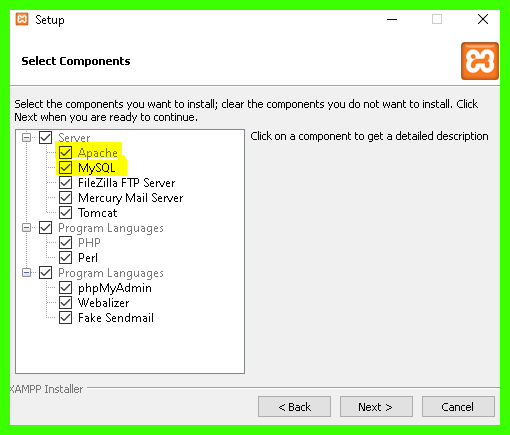 Setup
Select Components
Select the components you want to install; clear the components you do not want to install. Click
Next when you are ready to continue.
Server
Apache
MySQL
FileZilla FTP Server
Mercury Mail Server
Tomcat
Program Languages
PHP
Perl
Program Languages
phpMyAdmin
Webalizer
Fake Sendmail
Click on a component to get a detailed description
XAMPP Installer
< Back
Next >
Cancel